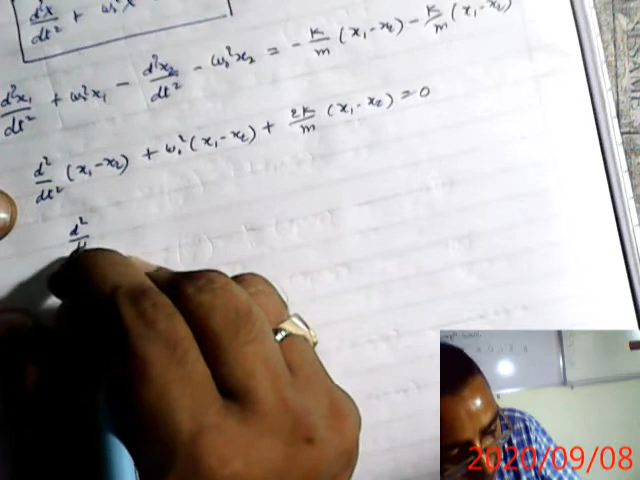 d²x/dt² + ω₀²x
d²x₁/dt² + ω₀²x₁ - d²x₂/dt² - ω₀²x₂ = -K/m (x₁-x₂) - K/m (x₁-x₂)
d²/dt² (x₁-x₂) + ω₀² (x₁-x₂) + 2K/m (x₁-x₂) = 0
d²
2020/09/08